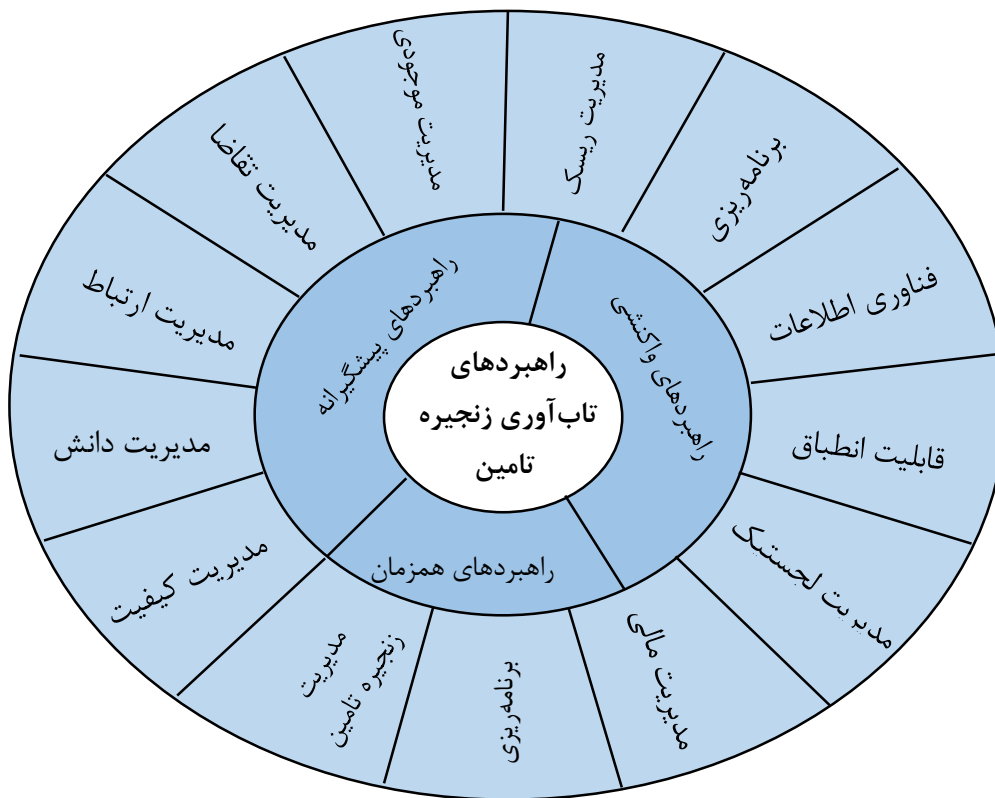 راهبردهای
تاب‌آوری زنجیره
تامین
راهبردهای پیشگیرانه
راهبردهای واکنشی
راهبردهای همزمان
مدیریت ریسک
برنامه‌ریزی
فناوری اطلاعات
قابلیت انطباق
مدیریت لجستیک
مدیریت مالی
برنامه‌ریزی
مدیریت
زنجیره تامین
مدیریت کیفیت
مدیریت دانش
مدیریت ارتباط
مدیریت تقاضا
مدیریت موجودی